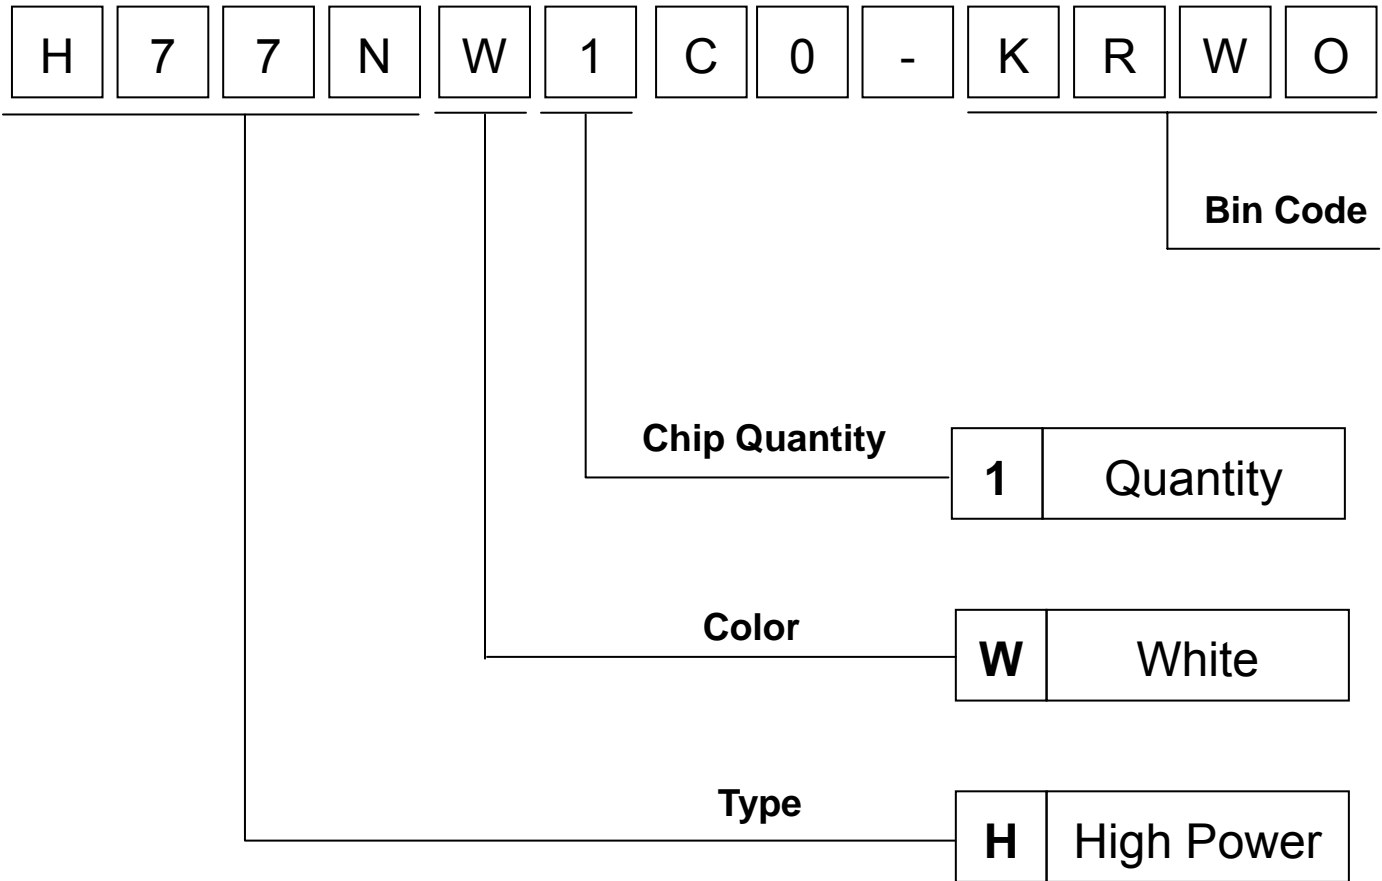 H 7 7 N W 1 C 0 - K R W O
Bin Code
Chip Quantity
1 Quantity
Color
W White
Type
H High Power